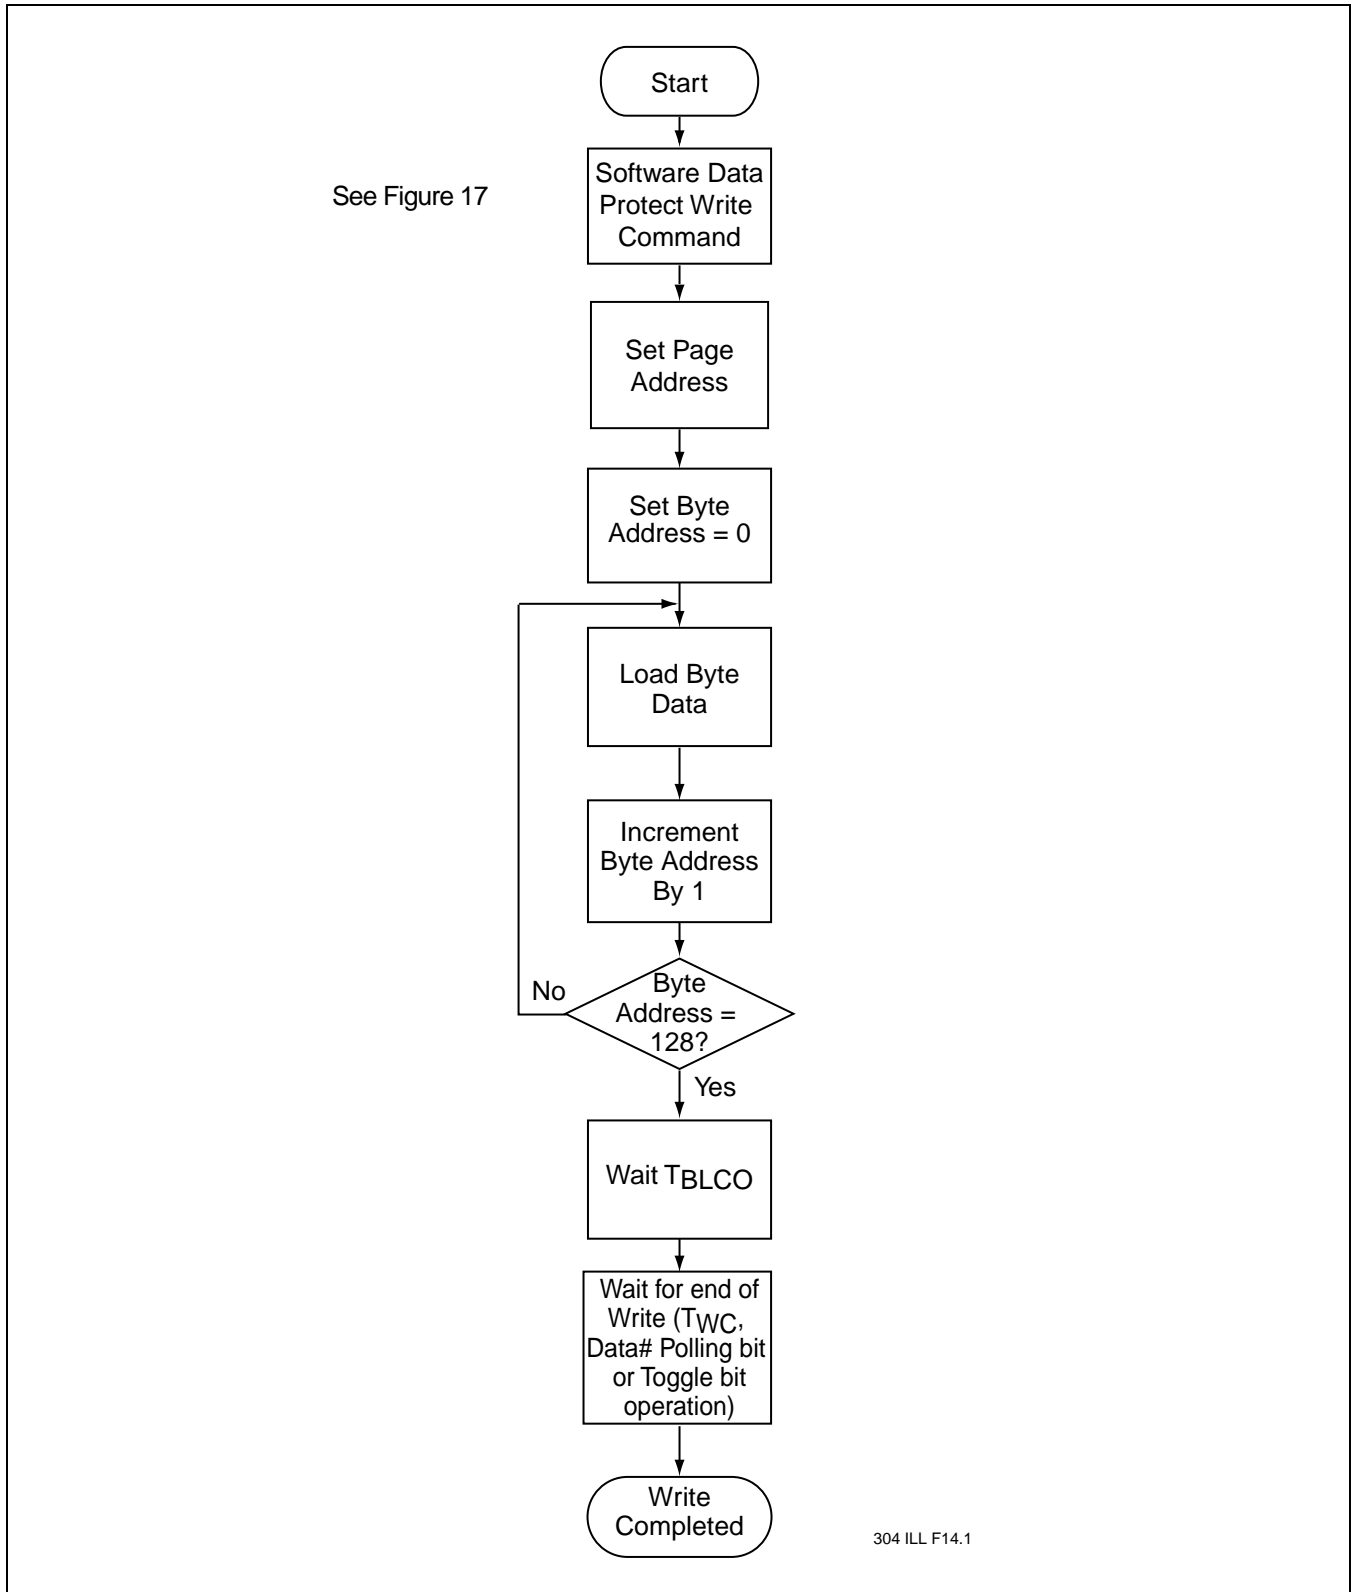 Start
See Figure 17
Software Data
Protect Write
Command
Set Page
Address
Set Byte
Address = 0
Load Byte
Data
Increment
Byte Address
By 1
Byte
Address =
128?
No
Yes
Wait TBLCO
Wait for end of
Write (TWC,
Data# Polling bit
or Toggle bit
operation)
Write
Completed
304 ILL F14.1